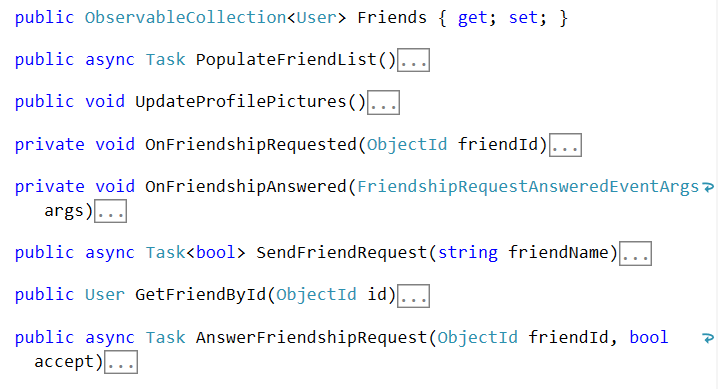 public ObservableCollection<User> Friends { get; set; }
public async Task PopulateFriendList()...
public void UpdateProfilePictures()...
private void OnFriendshipRequested(ObjectId friendId)...
private void OnFriendshipAnswered(FriendshipRequestAnsweredEventArgs
args)...
public async Task<bool> SendFriendRequest(string friendName)...
public User GetFriendById(ObjectId id)...
public async Task AnswerFriendshipRequest(ObjectId friendId, bool
accept)...